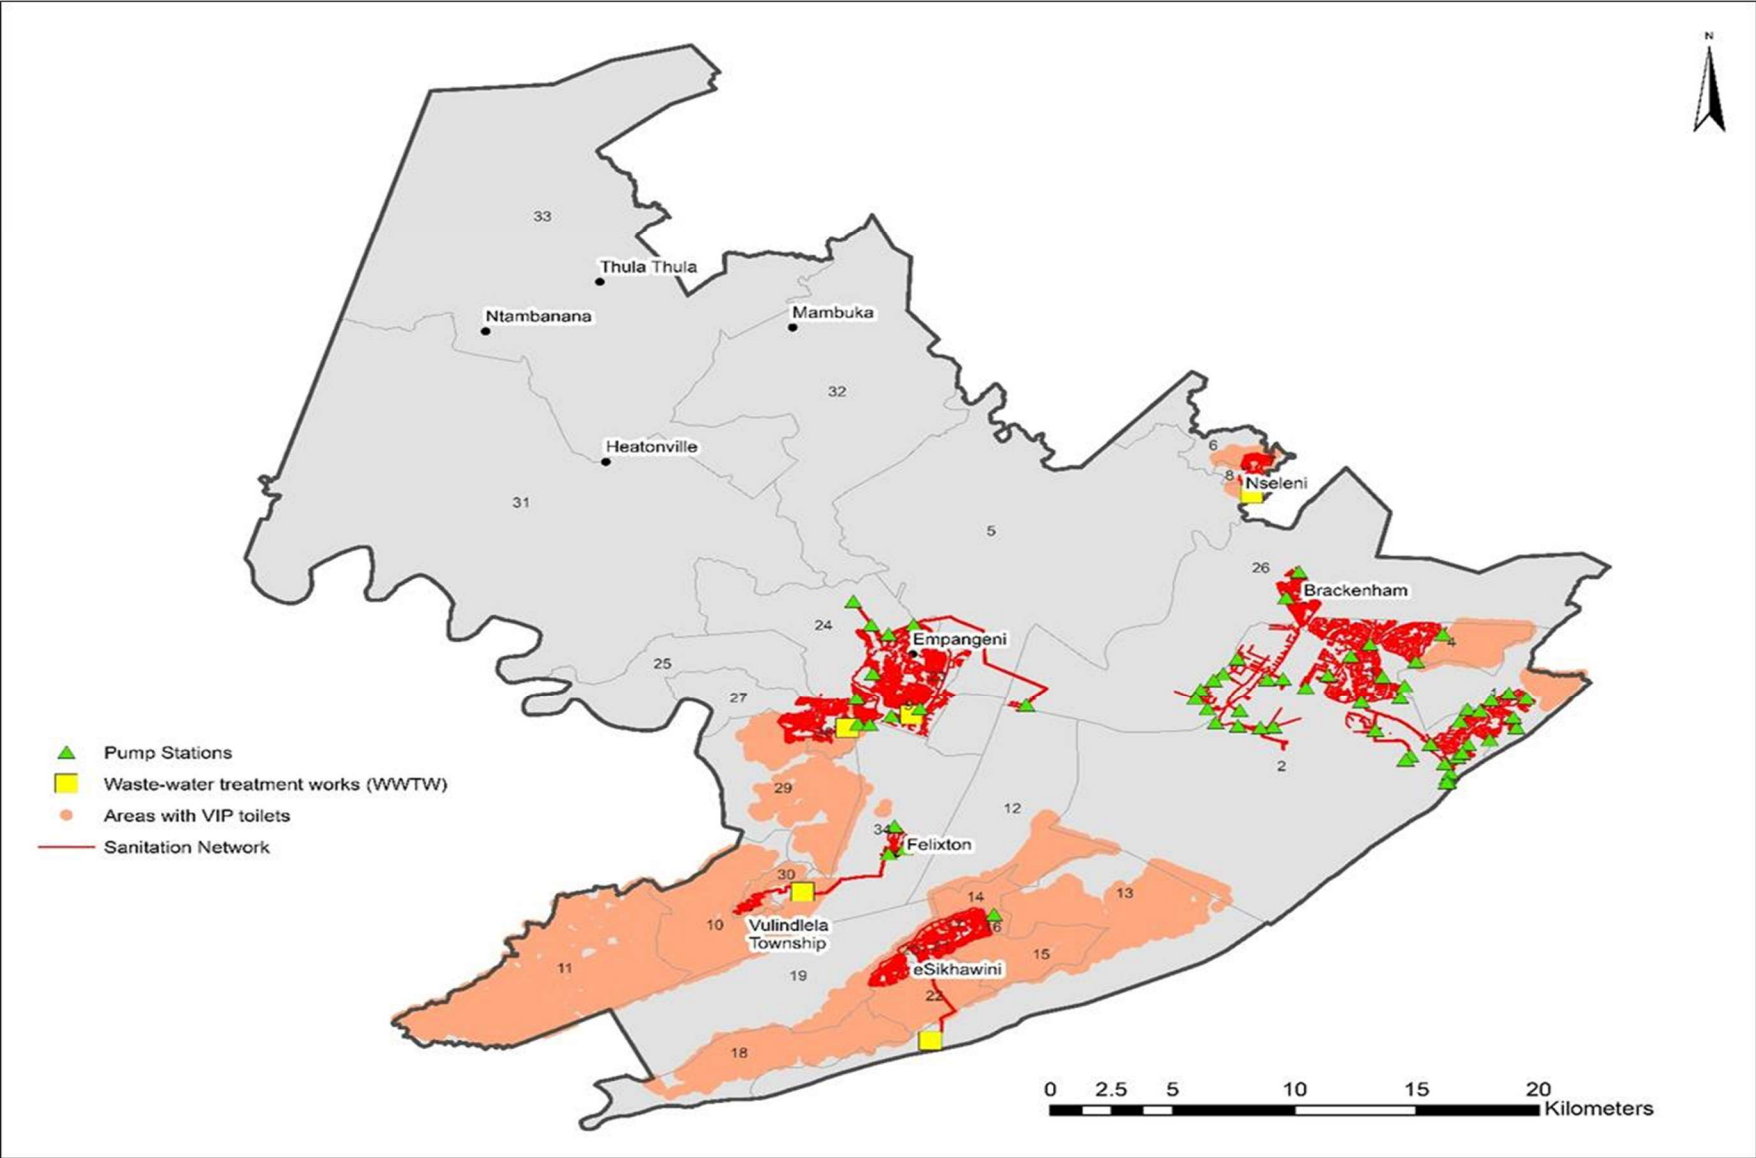 N
33
Thula Thula
Ntambanana
Mambuka
32
Heatonville
6
8
Nseleni
31
5
26
Brackenham
24
Empangeni
4
25
27
1
9
2
29
12
34
Felixton
30
14
13
10
Vulindlela
Township
16
15
11
19
eSikhawini
22
18
Pump Stations
Waste-water treatment works (WWTW)
Areas with VIP toilets
Sanitation Network
0 2.5 5 10 15 20
Kilometers